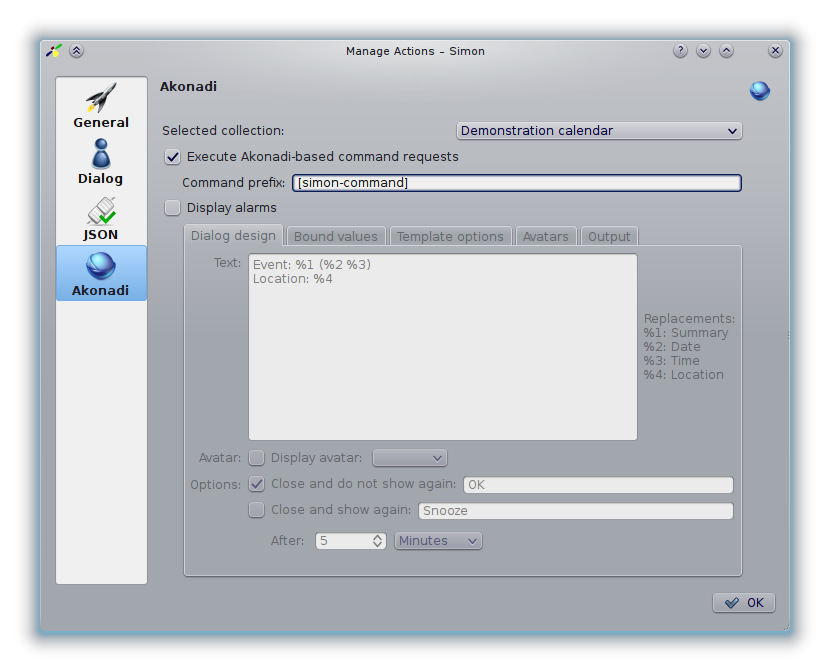 Manage Actions – Simon
General
Dialog
JSON
Akonadi
Akonadi
Selected collection: Demonstration calendar
Execute Akonadi-based command requests
Command prefix: [simon-command]
Display alarms
Dialog design Bound values Template options Avatars Output
Text: Event: %1 (%2 %3)
Location: %4
Replacements:
%1: Summary
%2: Date
%3: Time
%4: Location
Avatar: Display avatar:
Options: Close and do not show again: OK
Close and show again: Snooze
After: 5 Minutes
OK